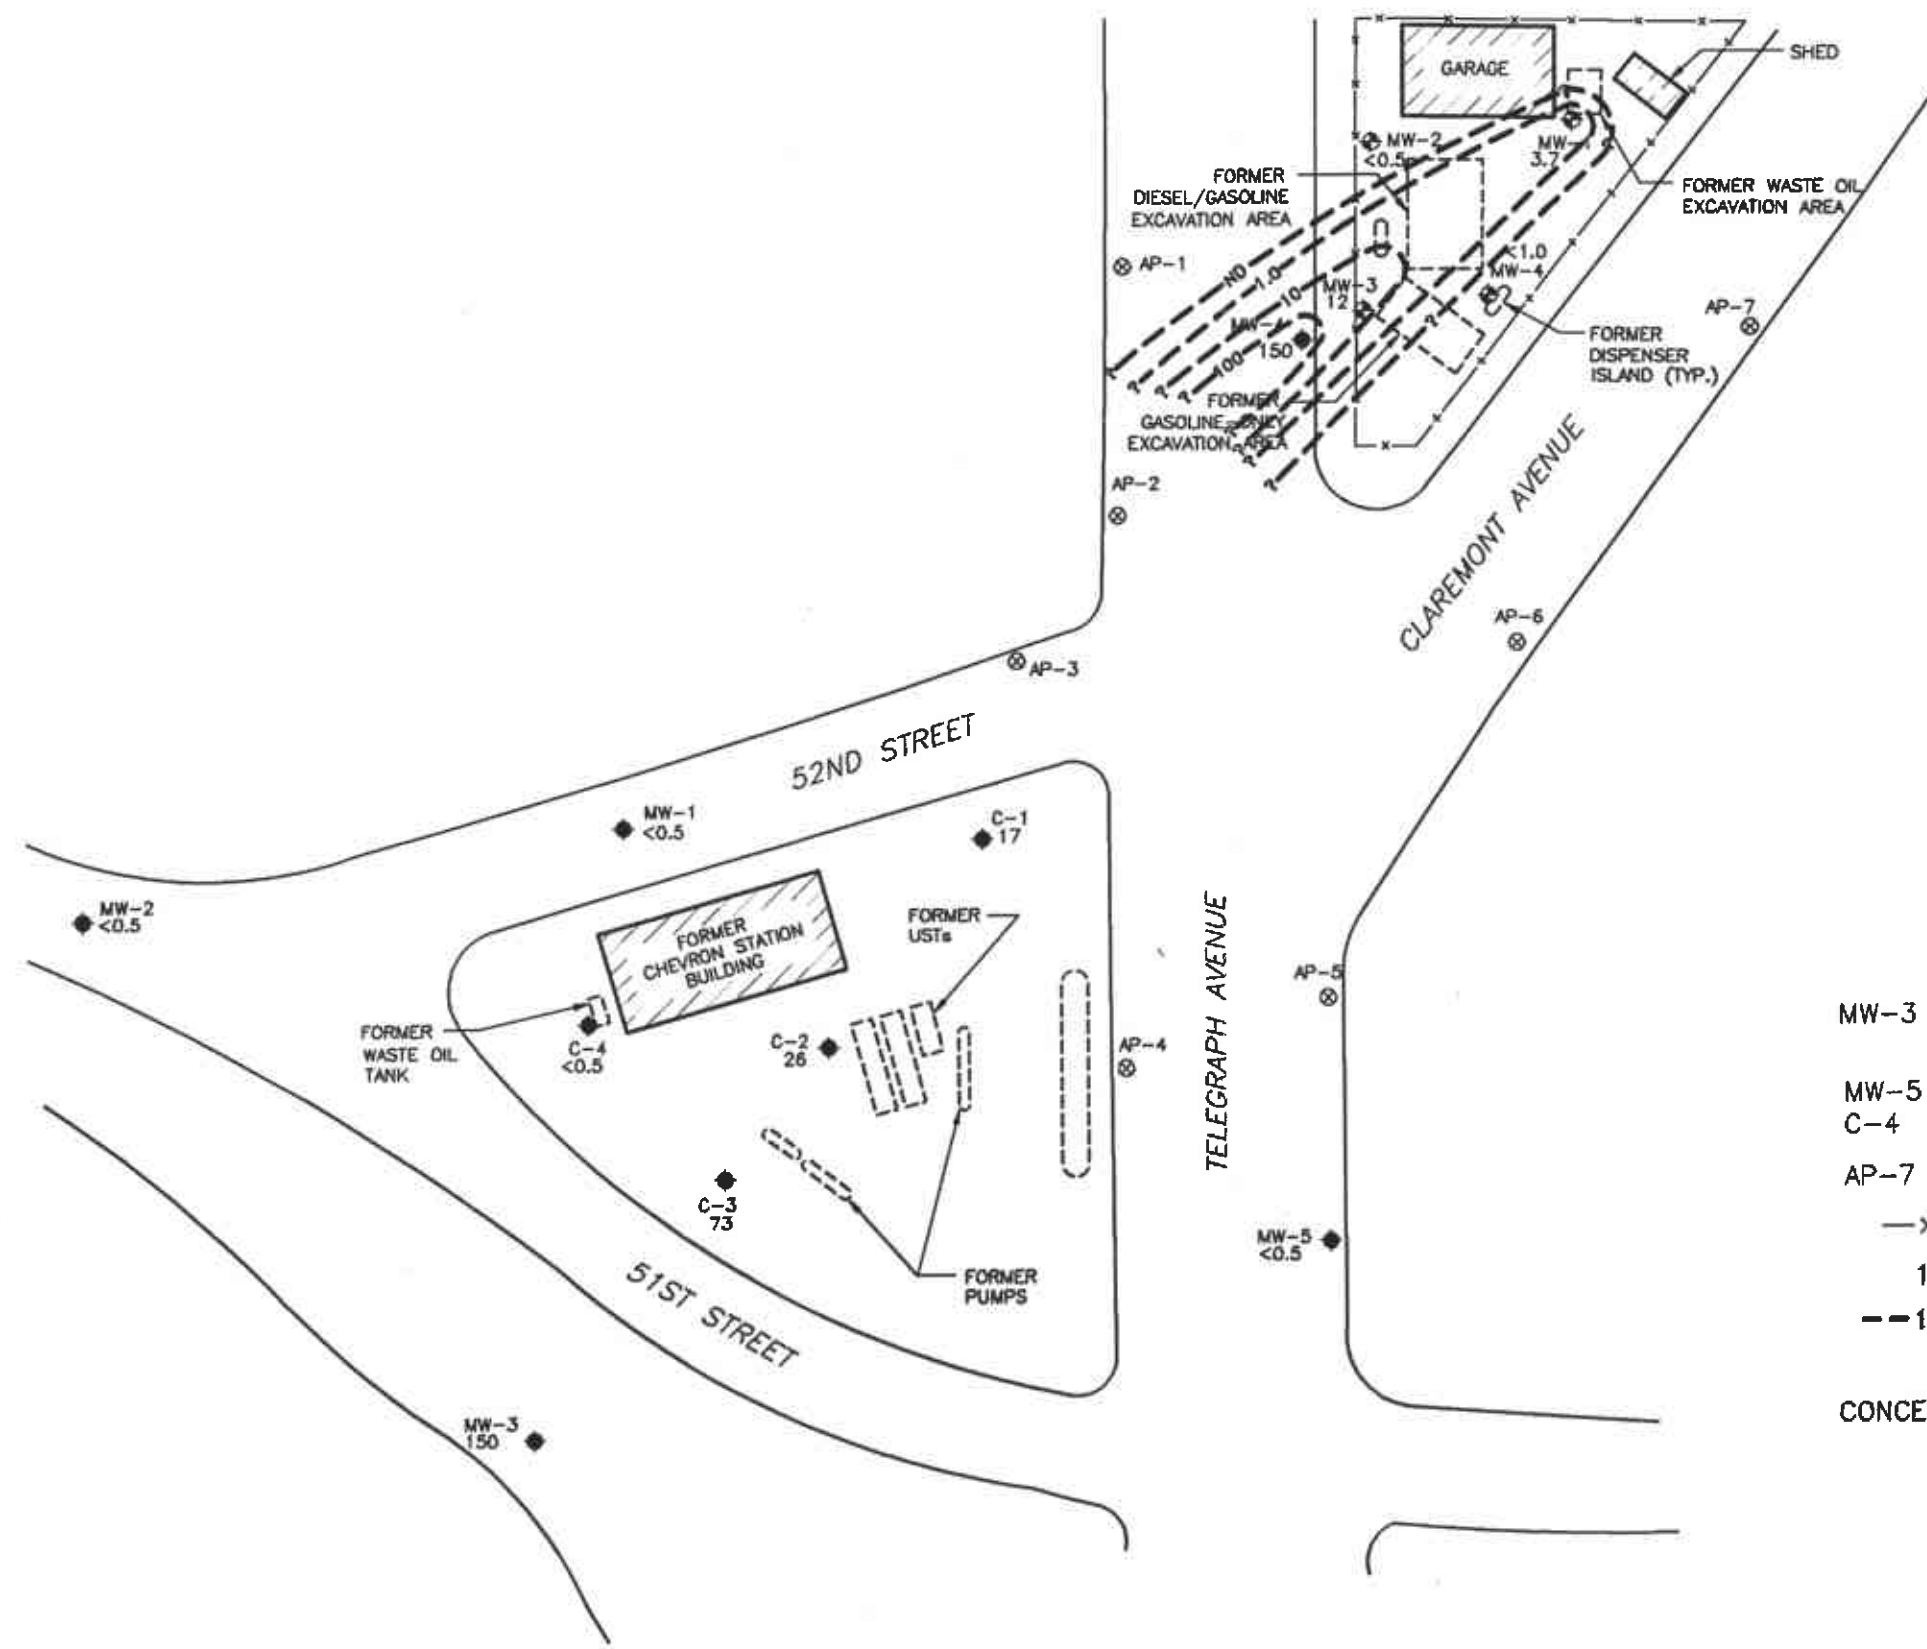 GARAGE
SHED
MW-2
<0.5
MW-
3.7
FORMER
DIESEL/GASOLINE
EXCAVATION AREA
FORMER WASTE OIL
EXCAVATION AREA
AP-1
ND
1.0
10
100
MW-3
12
<1.0
MW-4
MW-4
150
AP-7
FORMER
DISPENSER
ISLAND (TYP.)
FORMER
GASOLINE-ONLY
EXCAVATION AREA
AP-2
CLAREMONT AVENUE
AP-6
AP-3
52ND STREET
MW-1
<0.5
C-1
17
MW-2
<0.5
FORMER
CHEVRON STATION
BUILDING
FORMER
USTs
TELEGRAPH AVENUE
AP-5
FORMER
WASTE OIL
TANK
C-4
<0.5
C-2
26
AP-4
C-3
73
MW-5
<0.5
FORMER
PUMPS
51ST STREET
MW-3
150
MW-3
MW-5
C-4
AP-7
—x
1
--1
CONCE